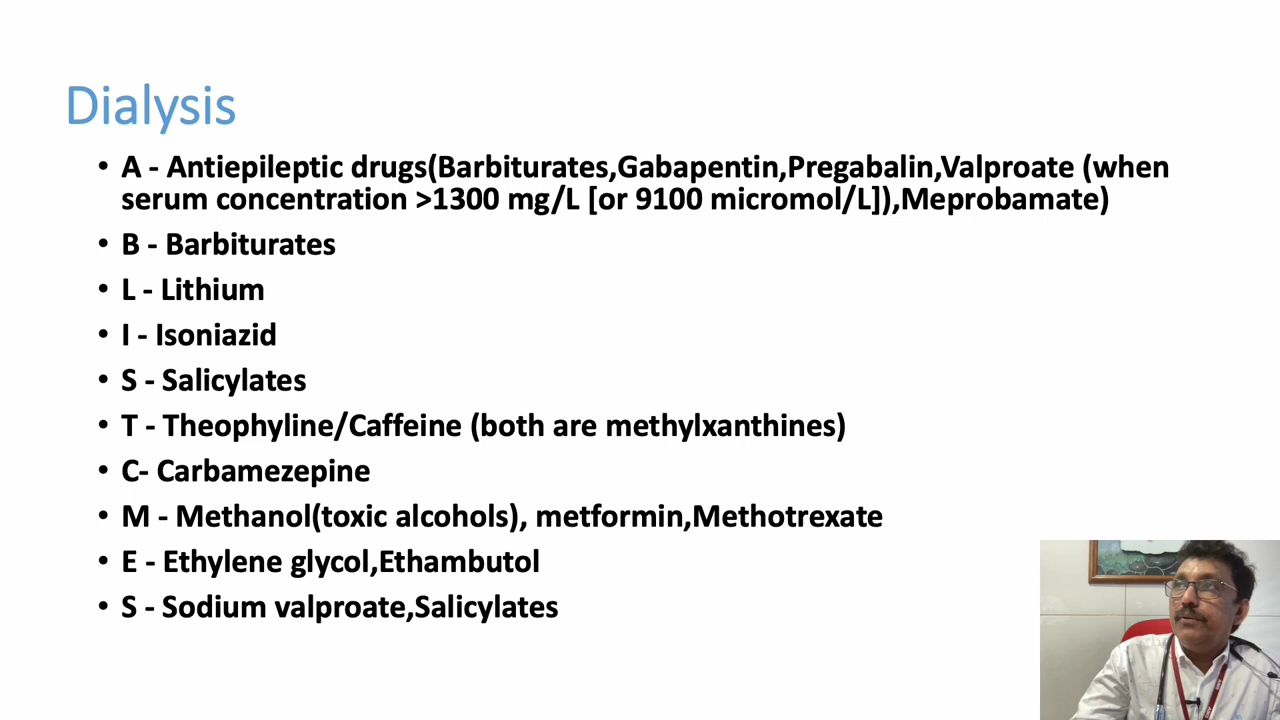 Dialysis
• A - Antiepileptic drugs(Barbiturates,Gabapentin,Pregabalin,Valproate (when
serum concentration >1300 mg/L [or 9100 micromol/L]),Meprobamate)
• B - Barbiturates
• L - Lithium
• I - Isoniazid
• S - Salicylates
• T - Theophyline/Caffeine (both are methylxanthines)
• C- Carbamezepine
• M - Methanol(toxic alcohols), metformin,Methotrexate
• E - Ethylene glycol,Ethambutol
• S - Sodium valproate,Salicylates